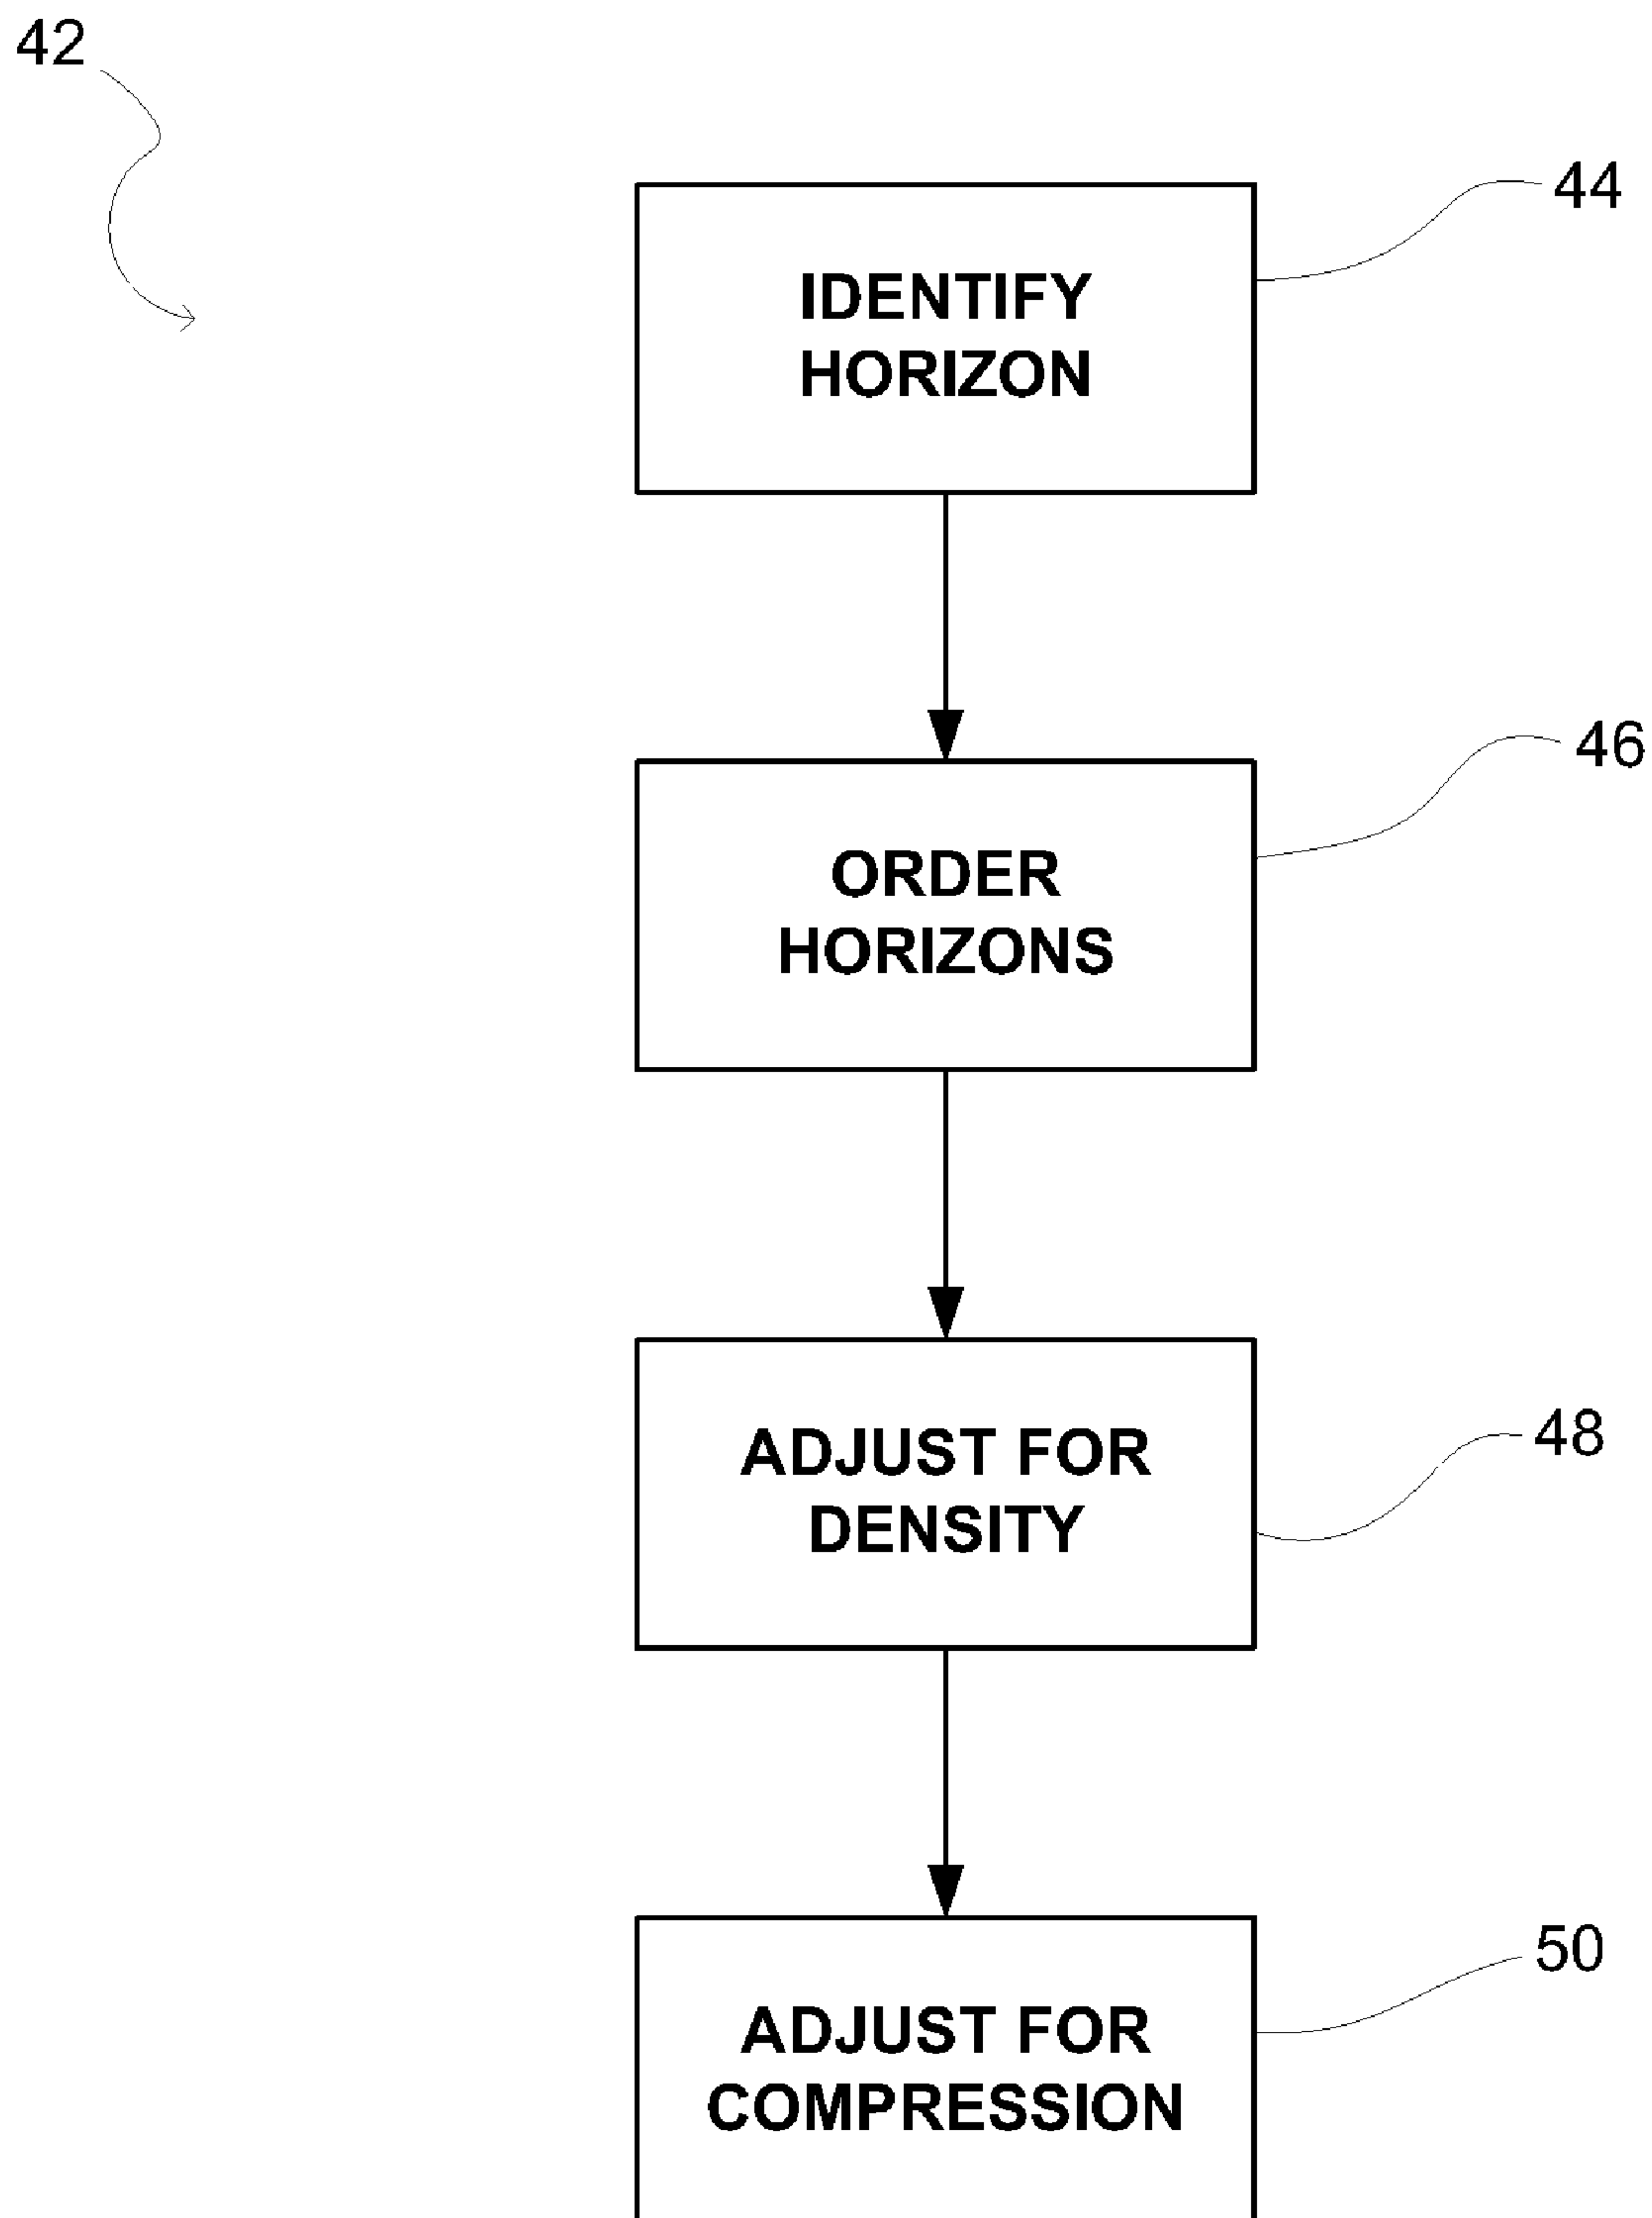 42
44
IDENTIFY
HORIZON
46
ORDER
HORIZONS
48
ADJUST FOR
DENSITY
50
ADJUST FOR
COMPRESSION